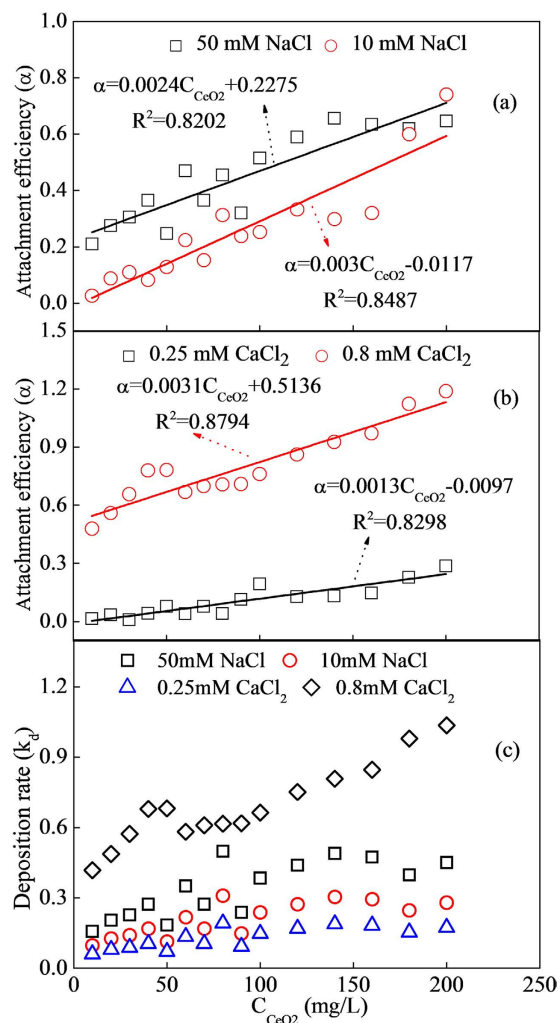 1.0
50 mM NaCl 10 mM NaCl
α=0.0024C_CeO2+0.2275
(a)
0.8
R²=0.8202
0.6
0.4
α=0.003C_CeO2-0.0117
0.2
R²=0.8487
0.0
Attachment efficiency (α)
1.5
0.25 mM CaCl₂ 0.8 mM CaCl₂
α=0.0031C_CeO2+0.5136
(b)
1.2
R²=0.8794
0.9
α=0.0013C_CeO2-0.0097
0.6
R²=0.8298
0.3
0.0
Attachment efficiency (α)
50mM NaCl 10mM NaCl
0.25mM CaCl₂ 0.8mM CaCl₂
1.2
(c)
0.9
0.6
0.3
0.0
Deposition rate (k_d)
0 50 100 150 200 250
C_CeO2 (mg/L)